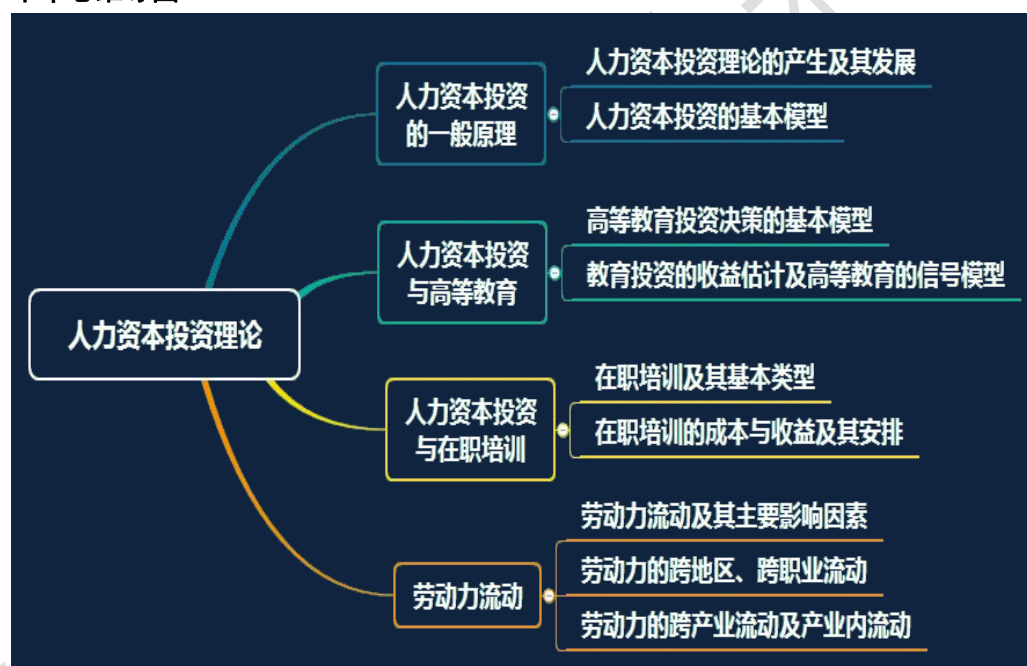 人力资本投资理论
人力资本投资
的一般原理
人力资本投资理论的产生及其发展
人力资本投资的基本模型
人力资本投资
与高等教育
高等教育投资决策的基本模型
教育投资的收益估计及高等教育的信号模型
人力资本投资
与在职培训
在职培训及其基本类型
在职培训的成本与收益及其安排
劳动力流动
劳动力流动及其主要影响因素
劳动力的跨地区、跨职业流动
劳动力的跨产业流动及产业内流动